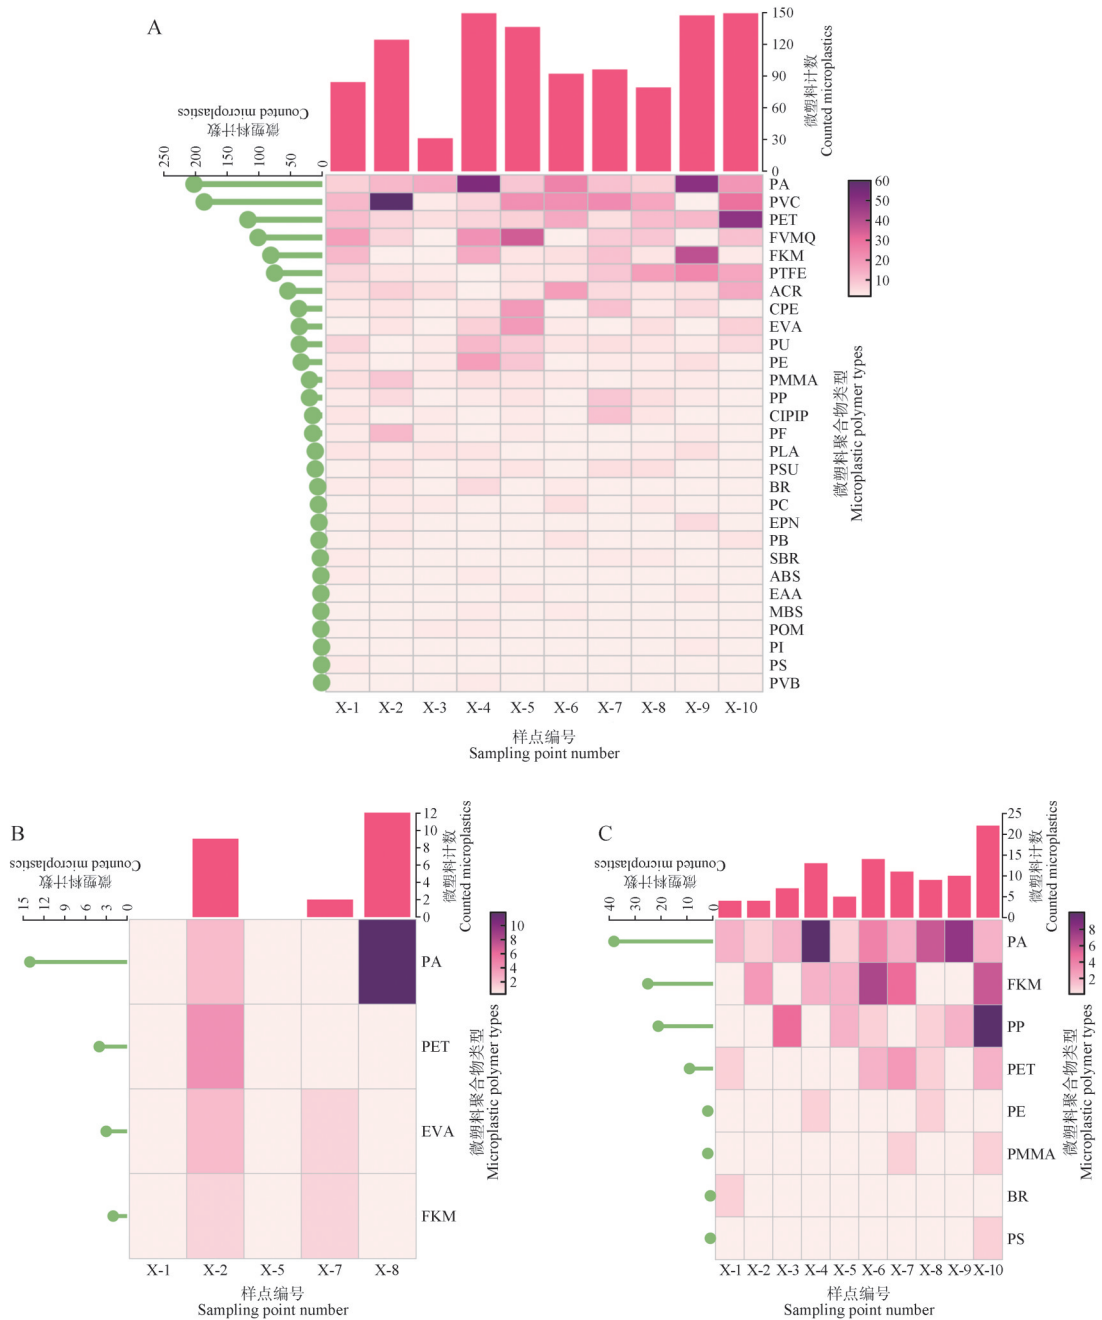 A
150
120
90
60
30
0
微塑料计数
Counted microplastics
微塑料计数
Counted microplastics
250
200
150
100
50
0
PA
PVC
PET
FVMQ
FKM
PTFE
ACR
CPE
EVA
PU
PE
PMMA
PP
CIPIP
PF
PLA
PSU
BR
PC
EPN
PB
SBR
ABS
EAA
MBS
POM
PI
PS
PVB
60
50
40
30
20
10
微塑料聚合物类型
Microplastic polymer types
X-1 X-2 X-3 X-4 X-5 X-6 X-7 X-8 X-9 X-10
样点编号
Sampling point number
B
12
10
8
6
4
2
0
微塑料计数
Counted microplastics
微塑料计数
Counted microplastics
15
12
9
6
3
0
PA
PET
EVA
FKM
10
8
6
4
2
微塑料聚合物类型
Microplastic polymer types
X-1 X-2 X-5 X-7 X-8
样点编号
Sampling point number
C
25
20
15
10
5
0
微塑料计数
Counted microplastics
微塑料计数
Counted microplastics
40
30
20
10
0
PA
FKM
PP
PET
PE
PMMA
BR
PS
8
6
4
2
微塑料聚合物类型
Microplastic polymer types
X-1 X-2 X-3 X-4 X-5 X-6 X-7 X-8 X-9 X-10
样点编号
Sampling point number